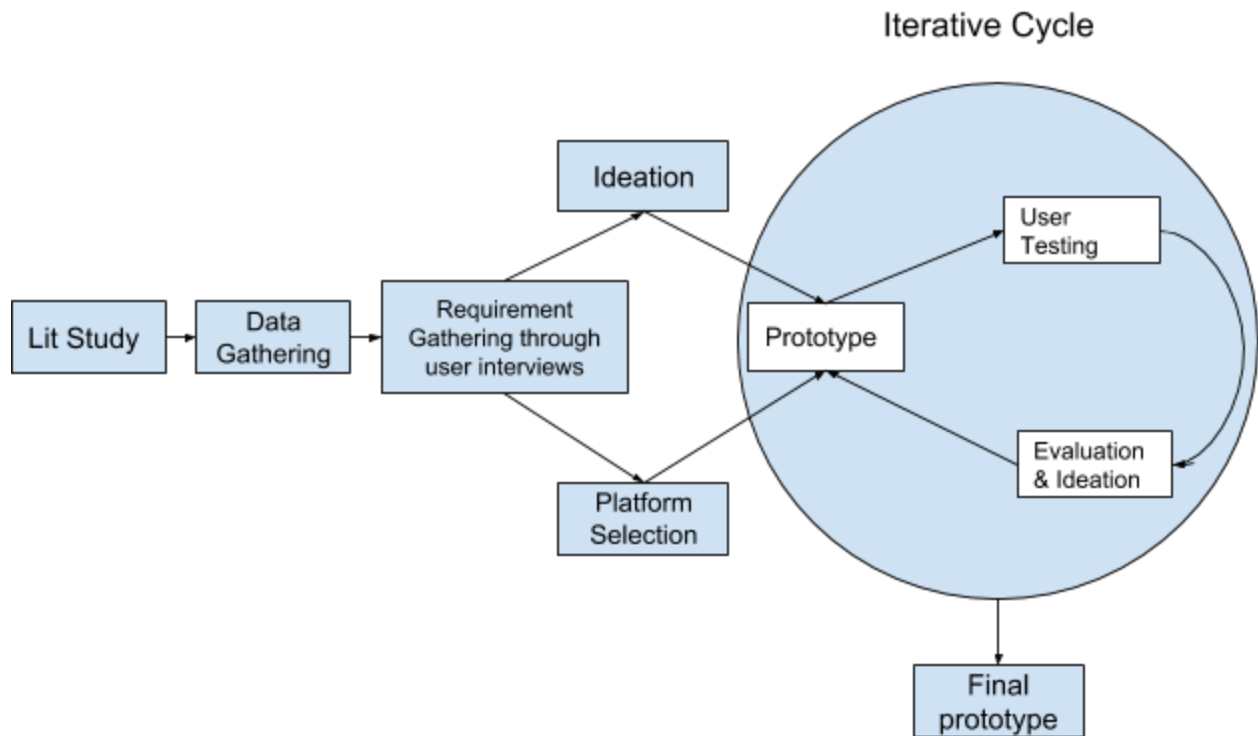 Iterative Cycle
Ideation
User
Testing
Lit Study
Data
Gathering
Requirement
Gathering through
user interviews
Prototype
Evaluation
& Ideation
Platform
Selection
Final
prototype